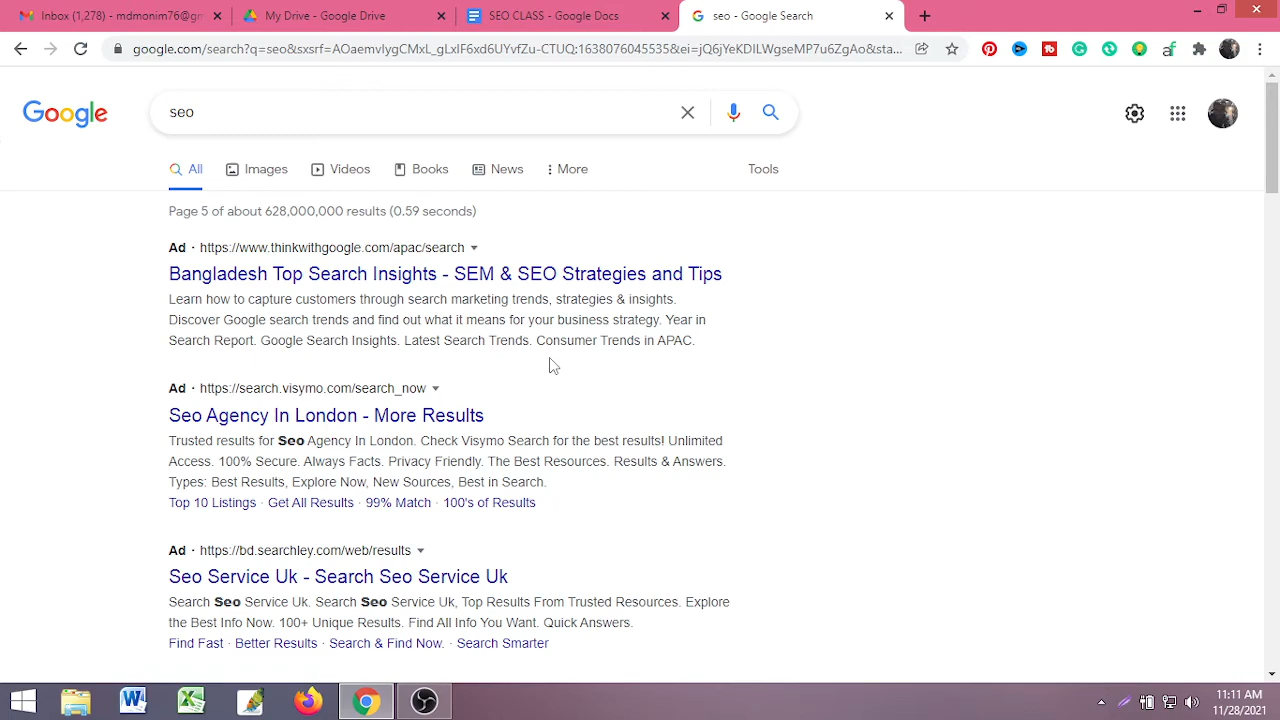 Inbox (1,278) - mdmonim76@gm
My Drive - Google Drive
SEO CLASS - Google Docs
seo - Google Search
google.com/search?q=seo&sxsrf=AOaemvIygCMxL_gLxIF6xd6UYvfZu-CTUQ:1638076045535&ei=jQ6jYeKDILWgseMP7u6ZgAo&sta...
Google
seo
All
Images
Videos
Books
News
More
Tools
Page 5 of about 628,000,000 results (0.59 seconds)
Ad · https://www.thinkwithgoogle.com/apac/search
Bangladesh Top Search Insights - SEM & SEO Strategies and Tips
Learn how to capture customers through search marketing trends, strategies & insights.
Discover Google search trends and find out what it means for your business strategy. Year in
Search Report. Google Search Insights. Latest Search Trends. Consumer Trends in APAC.
Ad · https://search.visymo.com/search_now
Seo Agency In London - More Results
Trusted results for Seo Agency In London. Check Visymo Search for the best results! Unlimited
Access. 100% Secure. Always Facts. Privacy Friendly. The Best Resources. Results & Answers.
Types: Best Results, Explore Now, New Sources, Best in Search.
Top 10 Listings · Get All Results · 99% Match · 100's of Results
Ad · https://bd.searchley.com/web/results
Seo Service Uk - Search Seo Service Uk
Search Seo Service Uk. Search Seo Service Uk, Top Results From Trusted Resources. Explore
the Best Info Now. 100+ Unique Results. Find All Info You Want. Quick Answers.
Find Fast · Better Results · Search & Find Now. · Search Smarter
11:11 AM
11/28/2021